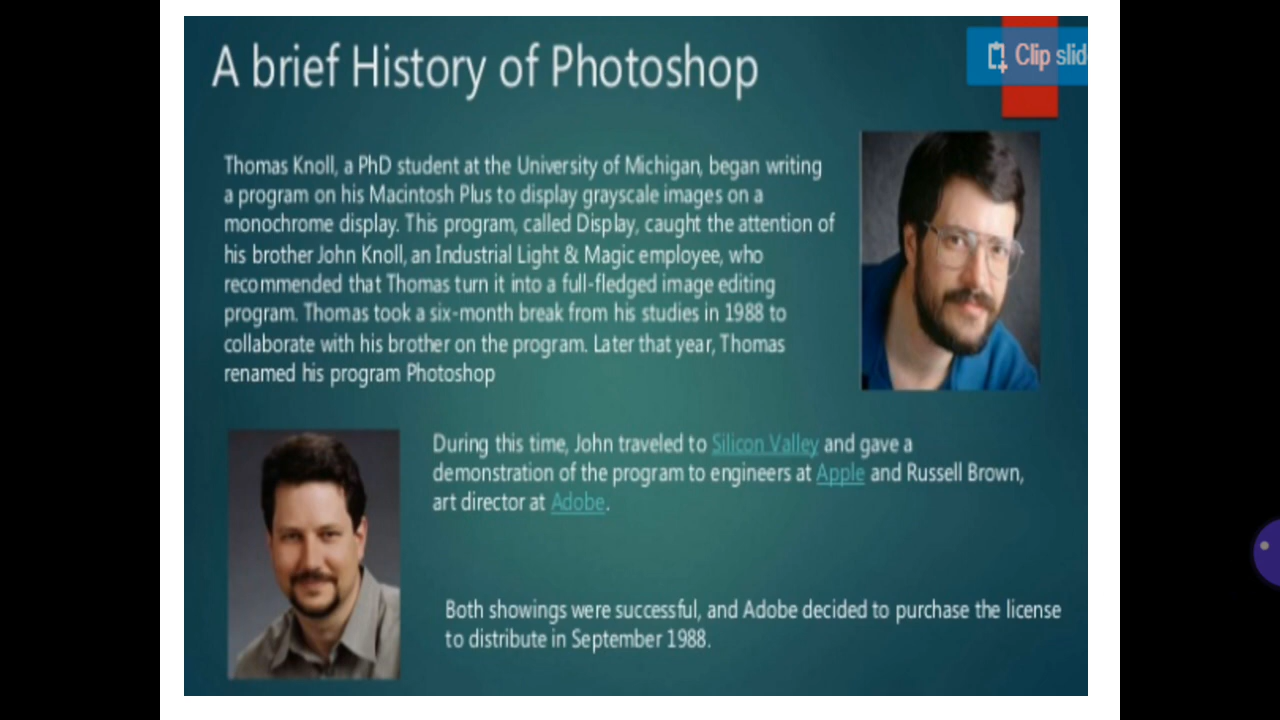 A brief History of Photoshop
Clip slid
Thomas Knoll, a PhD student at the University of Michigan, began writing
a program on his Macintosh Plus to display grayscale images on a
monochrome display. This program, called Display, caught the attention of
his brother John Knoll, an Industrial Light & Magic employee, who
recommended that Thomas turn it into a full-fledged image editing
program. Thomas took a six-month break from his studies in 1988 to
collaborate with his brother on the program. Later that year, Thomas
renamed his program Photoshop
During this time, John traveled to Silicon Valley and gave a
demonstration of the program to engineers at Apple and Russell Brown,
art director at Adobe.
Both showings were successful, and Adobe decided to purchase the license
to distribute in September 1988.